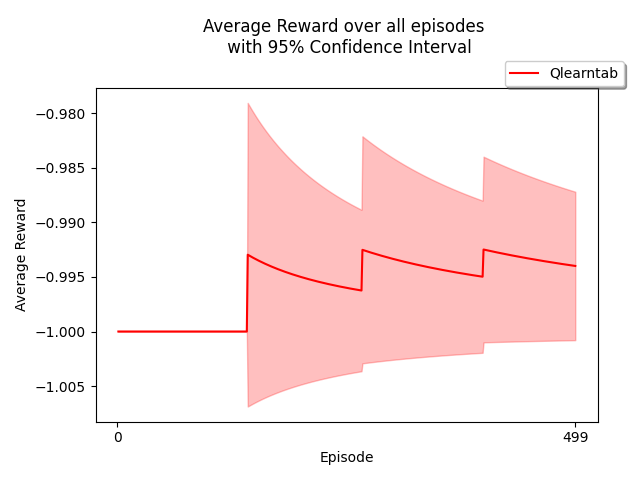 Average Reward over all episodes
with 95% Confidence Interval
Qlearntab
−0.980
−0.985
−0.990
−0.995
−1.000
−1.005
Average Reward
0
499
Episode